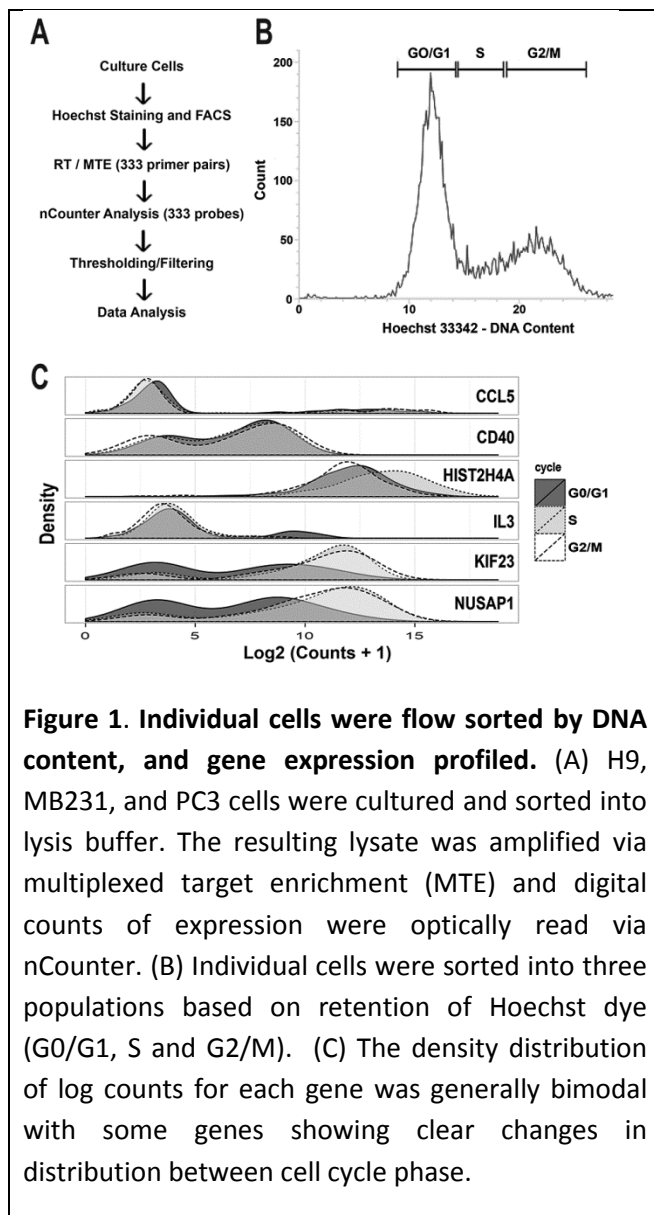 A
Culture Cells
Hoechst Staining and FACS
RT / MTE (333 primer pairs)
nCounter Analysis (333 probes)
Thresholding/Filtering
Data Analysis
B
GO/G1 S G2/M
200
150
100
50
0
Count
0 10 20
Hoechst 33342 - DNA Content
C
CCL5
CD40
HIST2H4A
IL3
KIF23
NUSAP1
Density
cycle
G0/G1
S
G2/M
0 5 10 15
Log2 (Counts + 1)
Figure 1. Individual cells were flow sorted by DNA
content, and gene expression profiled. (A) H9,
MB231, and PC3 cells were cultured and sorted into
lysis buffer. The resulting lysate was amplified via
multiplexed target enrichment (MTE) and digital
counts of expression were optically read via
nCounter. (B) Individual cells were sorted into three
populations based on retention of Hoechst dye
(G0/G1, S and G2/M). (C) The density distribution
of log counts for each gene was generally bimodal
with some genes showing clear changes in
distribution between cell cycle phase.